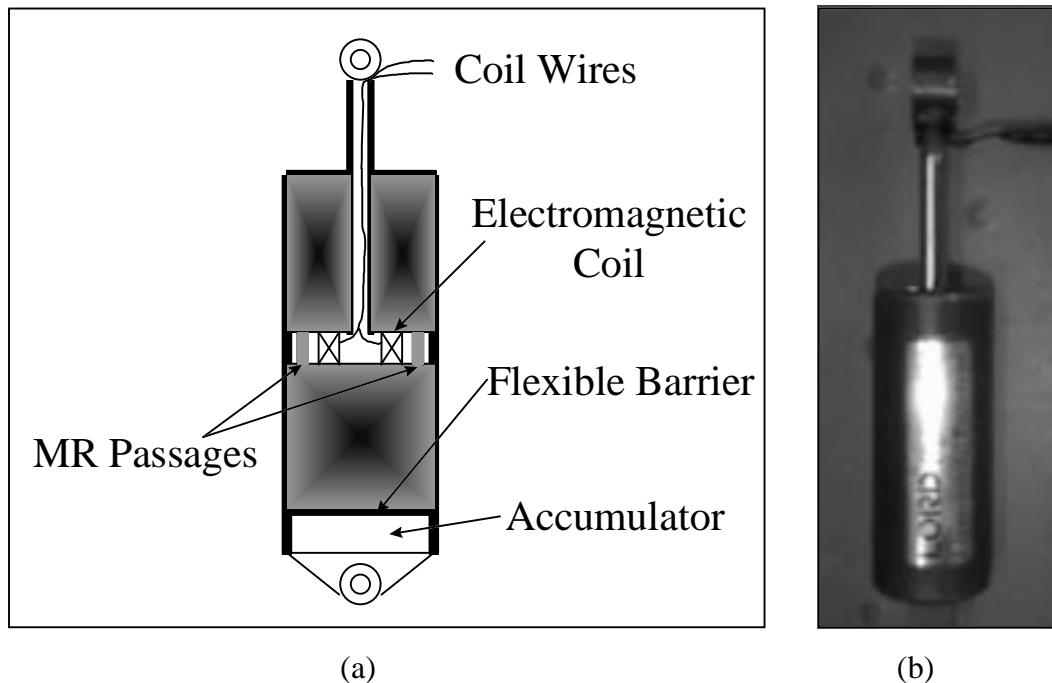 Coil Wires
Electromagnetic
Coil
Flexible Barrier
MR Passages
Accumulator
LORD
(a)
(b)